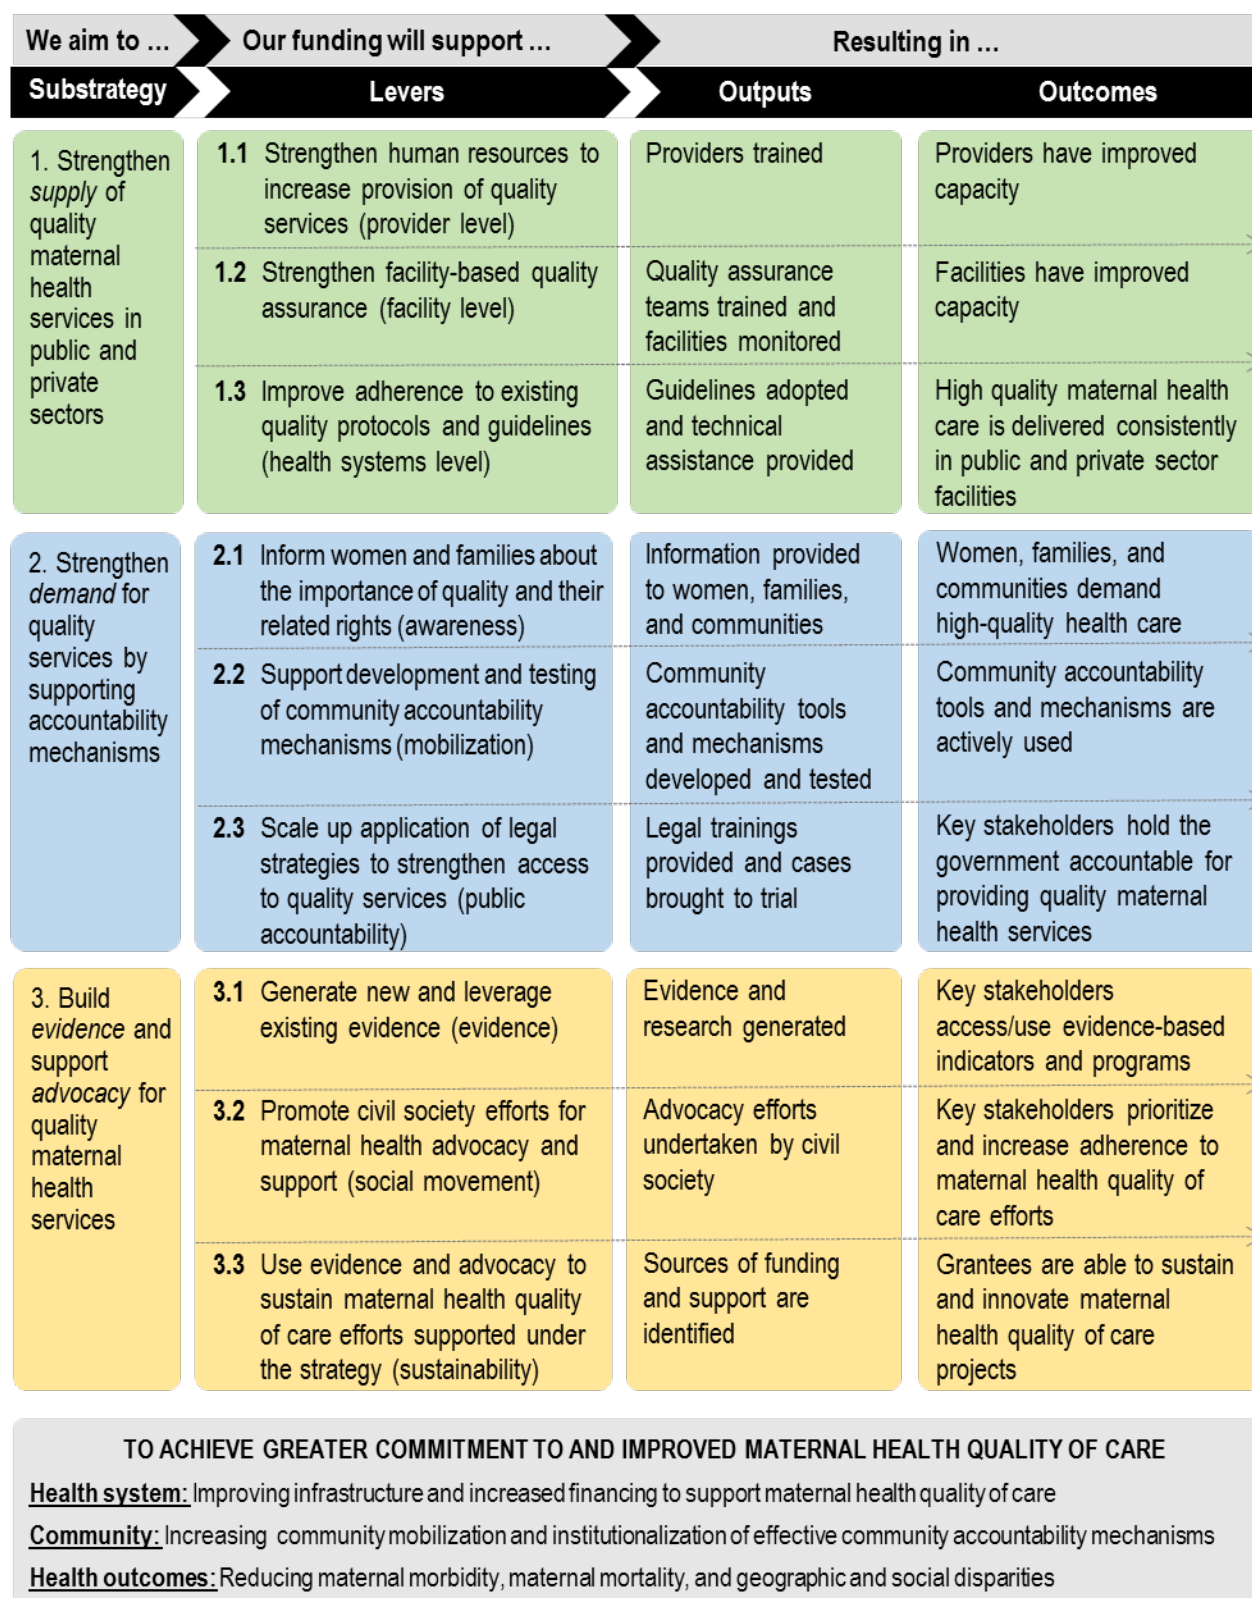 We aim to …
Our funding will support …
Resulting in …
Substrategy
Levers
Outputs
Outcomes
1. Strengthen
supply of
quality
maternal
health
services in
public and
private
sectors
1.1 Strengthen human resources to
increase provision of quality
services (provider level)
Providers trained
Providers have improved
capacity
1.2 Strengthen facility-based quality
assurance (facility level)
Quality assurance
teams trained and
facilities monitored
Facilities have improved
capacity
1.3 Improve adherence to existing
quality protocols and guidelines
(health systems level)
Guidelines adopted
and technical
assistance provided
High quality maternal health
care is delivered consistently
in public and private sector
facilities
2. Strengthen
demand for
quality
services by
supporting
accountability
mechanisms
2.1 Inform women and families about
the importance of quality and their
related rights (awareness)
Information provided
to women, families,
and communities
Women, families, and
communities demand
high-quality health care
2.2 Support development and testing
of community accountability
mechanisms (mobilization)
Community
accountability tools
and mechanisms
developed and tested
Community accountability
tools and mechanisms are
actively used
2.3 Scale up application of legal
strategies to strengthen access
to quality services (public
accountability)
Legal trainings
provided and cases
brought to trial
Key stakeholders hold the
government accountable for
providing quality maternal
health services
3. Build
evidence and
support
advocacy for
quality
maternal
health
services
3.1 Generate new and leverage
existing evidence (evidence)
Evidence and
research generated
Key stakeholders
access/use evidence-based
indicators and programs
3.2 Promote civil society efforts for
maternal health advocacy and
support (social movement)
Advocacy efforts
undertaken by civil
society
Key stakeholders prioritize
and increase adherence to
maternal health quality of
care efforts
3.3 Use evidence and advocacy to
sustain maternal health quality
of care efforts supported under
the strategy (sustainability)
Sources of funding
and support are
identified
Grantees are able to sustain
and innovate maternal
health quality of care
projects
TO ACHIEVE GREATER COMMITMENT TO AND IMPROVED MATERNAL HEALTH QUALITY OF CARE
Health system: Improving infrastructure and increased financing to support maternal health quality of care
Community: Increasing community mobilization and institutionalization of effective community accountability mechanisms
Health outcomes: Reducing maternal morbidity, maternal mortality, and geographic and social disparities